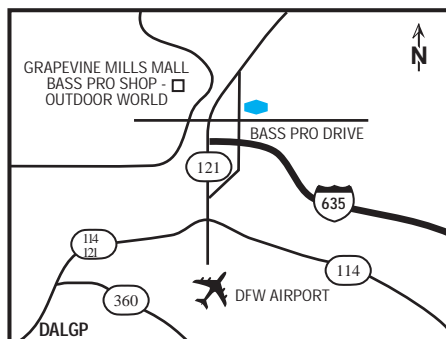 N
GRAPEVINE MILLS MALL
BASS PRO SHOP -
OUTDOOR WORLD
BASS PRO DRIVE
121
635
114
121
114
360
DFW AIRPORT
DALGP